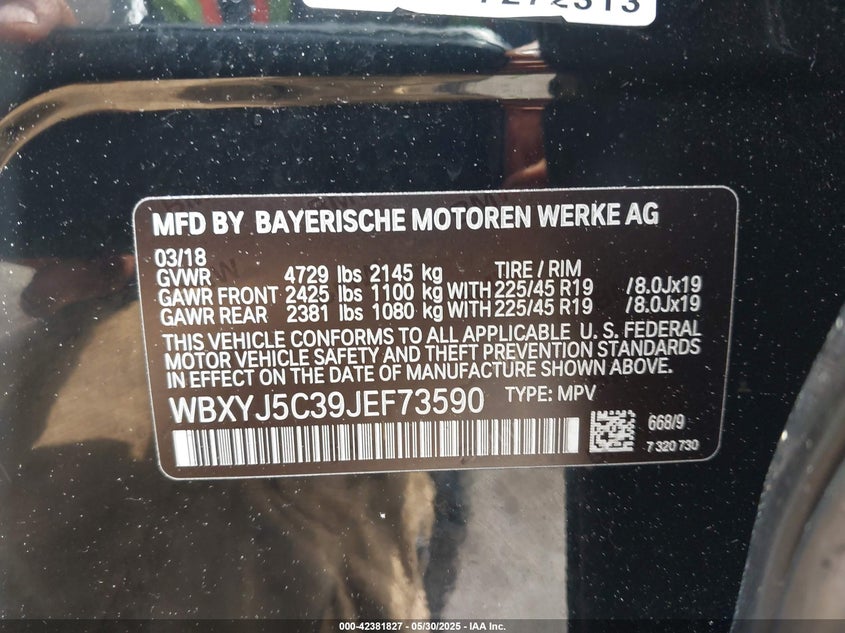 MFD BY BAYERISCHE MOTOREN WERKE AG
03/18
GVWR 4729 lbs 2145 kg TIRE / RIM
GAWR FRONT 2425 lbs 1100 kg WITH 225/45 R19 /8.0Jx19
GAWR REAR 2381 lbs 1080 kg WITH 225/45 R19 /8.0Jx19
THIS VEHICLE CONFORMS TO ALL APPLICABLE U.S. FEDERAL
MOTOR VEHICLE SAFETY AND THEFT PREVENTION STANDARDS
IN EFFECT ON THE DATE OF MANUFACTURE SHOWN ABOVE.
WBXYJ5C39JEF73590 TYPE: MPV
668/9
7 320 730
000-42381827 - 05/30/2025 - IAA Inc.